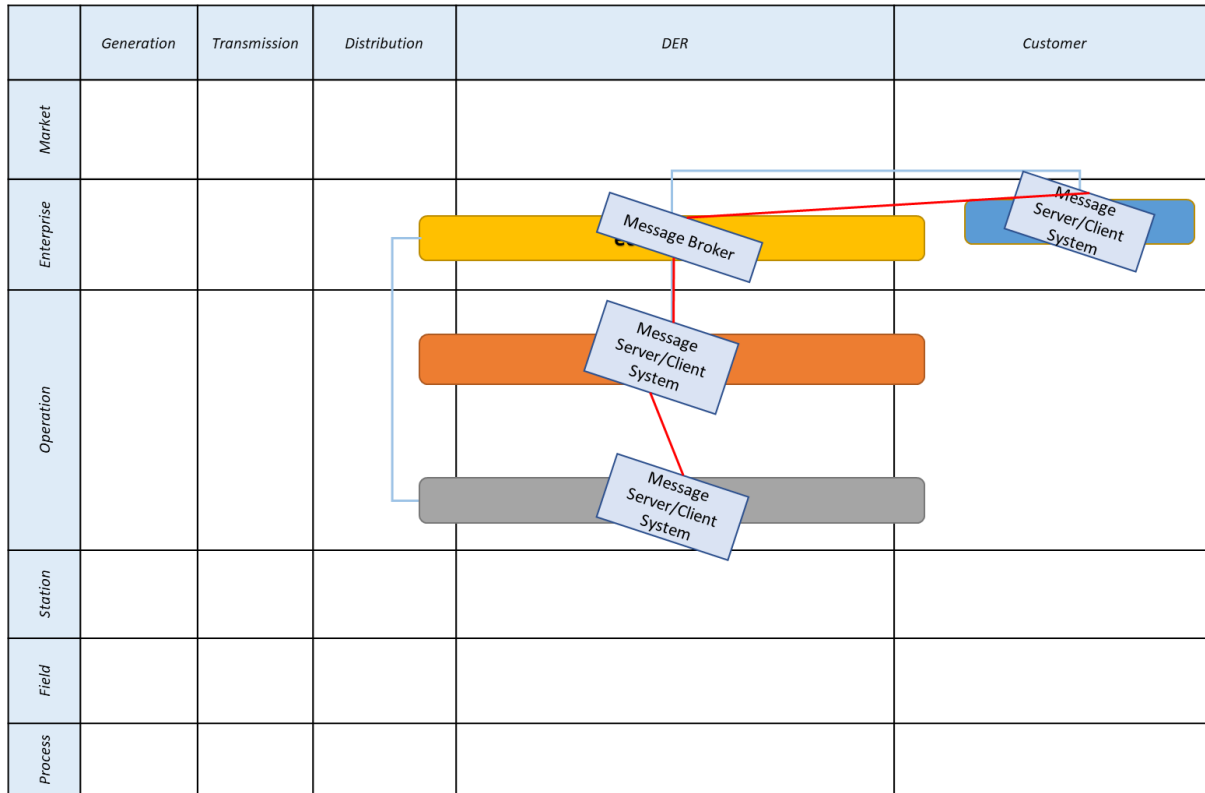 Generation Transmission Distribution DER Customer
Market
Enterprise
Message Broker
Message
Server/Client
System
Operation
Message
Server/Client
System
Message
Server/Client
System
Station
Field
Process